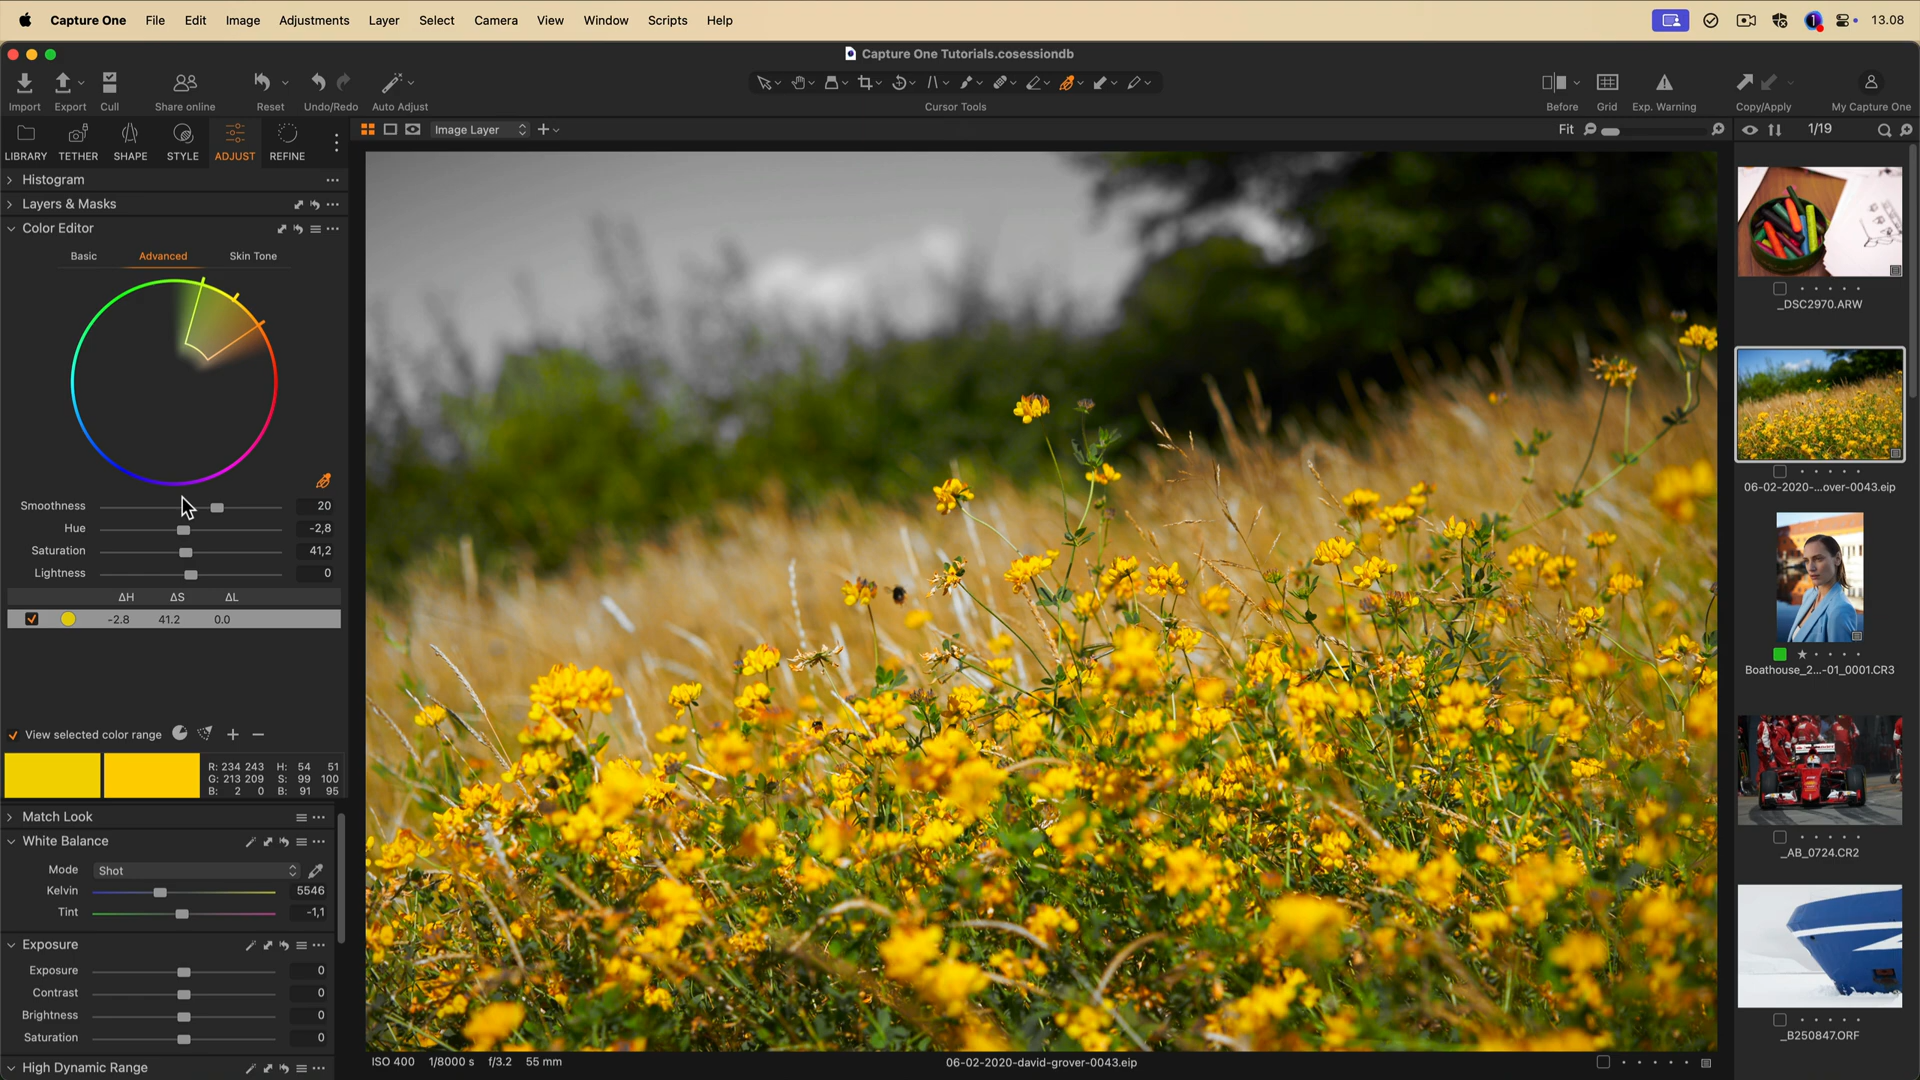 Capture One File Edit Image Adjustments Layer Select Camera View Window Scripts Help 13.08
Capture One Tutorials.cosessiondb
Import Export Cull Share online Reset Undo/Redo Auto Adjust Cursor Tools Before Grid Exp. Warning Copy/Apply My Capture One
LIBRARY TETHER SHAPE STYLE ADJUST REFINE
Image Layer
Fit
1/19
Histogram
Layers & Masks
Color Editor
Basic Advanced Skin Tone
Smoothness 20
Hue -2,8
Saturation 41,2
Lightness 0
ΔH ΔS ΔL
-2.8 41.2 0.0
View selected color range
R: 234 243 H: 54 51
G: 213 209 S: 99 100
B: 2 0 B: 91 95
Match Look
White Balance
Mode Shot
Kelvin 5546
Tint -1,1
Exposure
Exposure 0
Contrast 0
Brightness 0
Saturation 0
High Dynamic Range
ISO 400 1/8000 s f/3.2 55 mm
06-02-2020-david-grover-0043.eip
_DSC2970.ARW
06-02-2020-...over-0043.eip
Boathouse_2...-01_0001.CR3
_AB_0724.CR2
_B250847.ORF